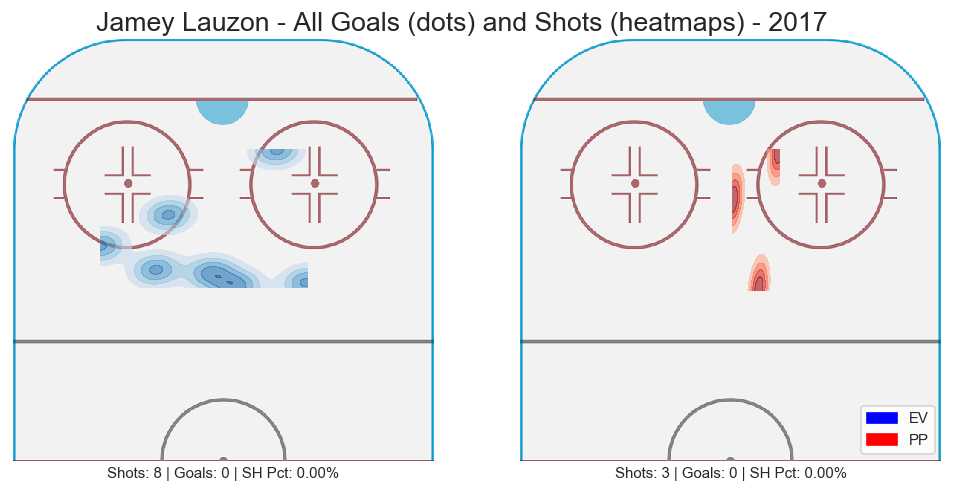 Jamey Lauzon - All Goals (dots) and Shots (heatmaps) - 2017
EV
PP
Shots: 8 | Goals: 0 | SH Pct: 0.00%
Shots: 3 | Goals: 0 | SH Pct: 0.00%